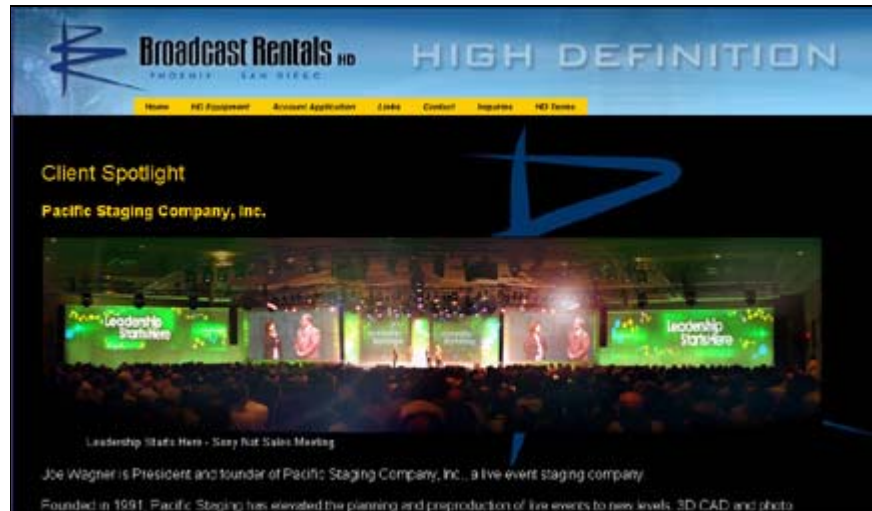 Broadcast Rentals HD
PHOENIX SAN DIEGO
HIGH DEFINITION
Home HD Equipment Account Application Links Contact Inquiries HD Terms
Client Spotlight
Pacific Staging Company, Inc.
Leadership Starts Here
Leadership Starts Here
Leadership Starts Here - Sony Nat Sales Meeting
Joe Wagner is President and founder of Pacific Staging Company, Inc., a live event staging company
Founded in 1991, Pacific Staging has elevated the planning and preproduction of live events to new levels. 3D CAD and photo